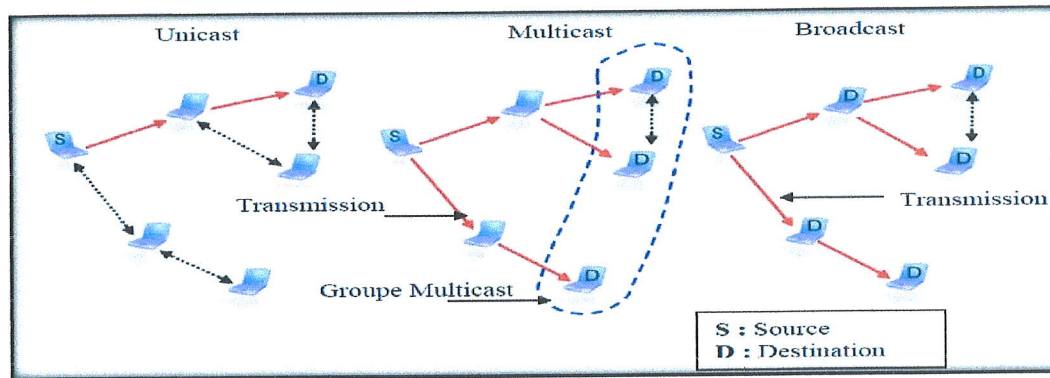 Unicast
Multicast
Broadcast
D
S
D
S
D
D
D
S
D
D
Transmission
Transmission
D
D
D
Groupe Multicast
S : Source
D : Destination